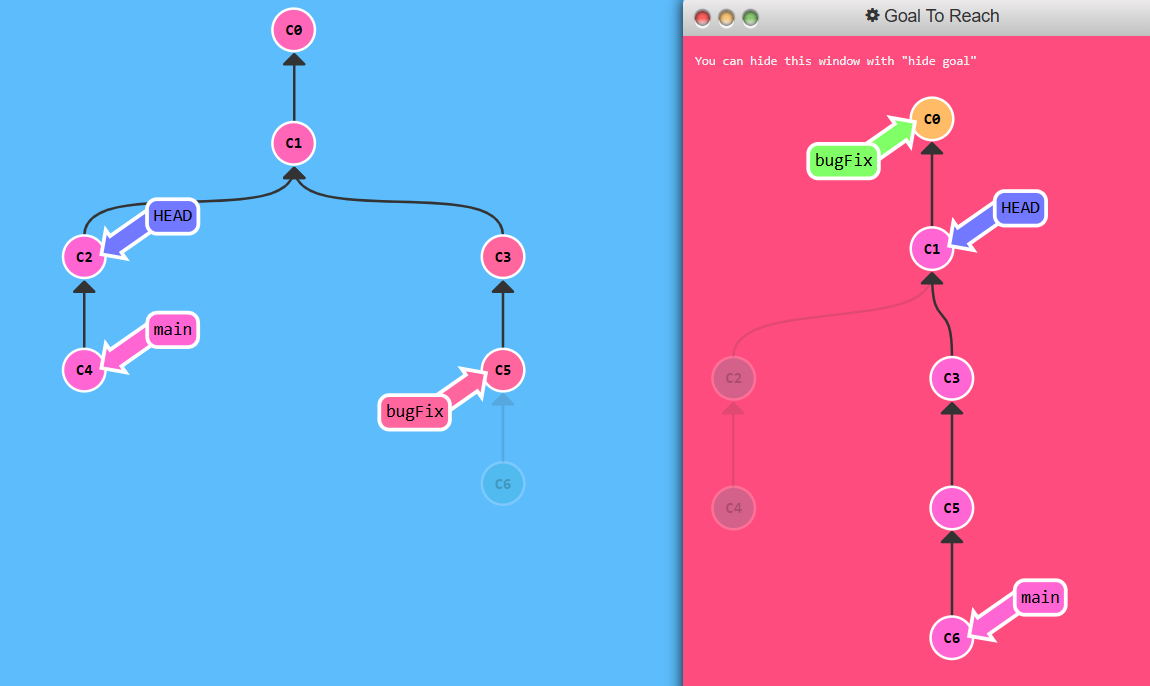 C0
C1
HEAD
C2
C3
main
C4
C5
bugFix
C6
Goal To Reach
You can hide this window with "hide goal"
C0
bugFix
HEAD
C1
C2
C3
C4
C5
main
C6